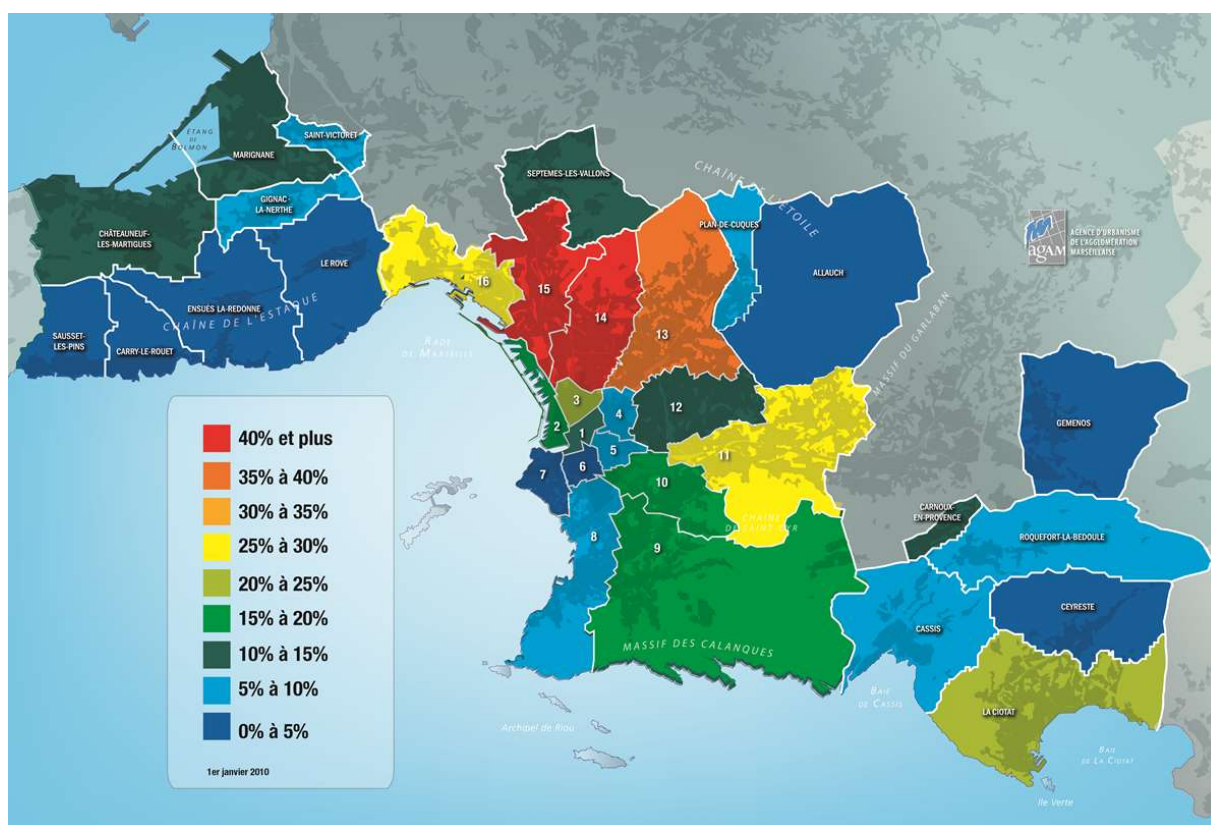 ÉTANG
DE
BOLMON
MARIGNANE
SAINT-VICTORET
GIGNAC-
LA-NERTHE
CHÂTEAUNEUF-
LES-MARTIGUES
LE ROVE
ENSUÈS LA-REDONNE
CHAÎNE DE L'ESTAQUE
SAUSSET-
LES-PINS
CARRY-LE-ROUET
SEPTEMES-LES-VALLONS
CHAÎNE DE L'ETOILE
PLAN-DE-CUQUES
ALLAUCH
agAM
AGENCE D'URBANISME
DE L'AGGLOMÉRATION
MARSEILLAISE
MASSIF DU GARLABAN
RADE
DE MARSEILLE
16
15
14
13
12
11
3
2
1
4
5
6
7
10
8
9
CHAÎNE
DE SAINT-CYR
MASSIF DES CALANQUES
GEMENOS
CARNOUX-
EN-PROVENCE
ROQUEFORT-LA-BEDOULE
CEYRESTE
CASSIS
BAIE
DE CASSIS
LA CIOTAT
BAIE
DE LA CIOTAT
Ile Verte
Archipel de Riou
40% et plus
35% à 40%
30% à 35%
25% à 30%
20% à 25%
15% à 20%
10% à 15%
5% à 10%
0% à 5%
1er janvier 2010